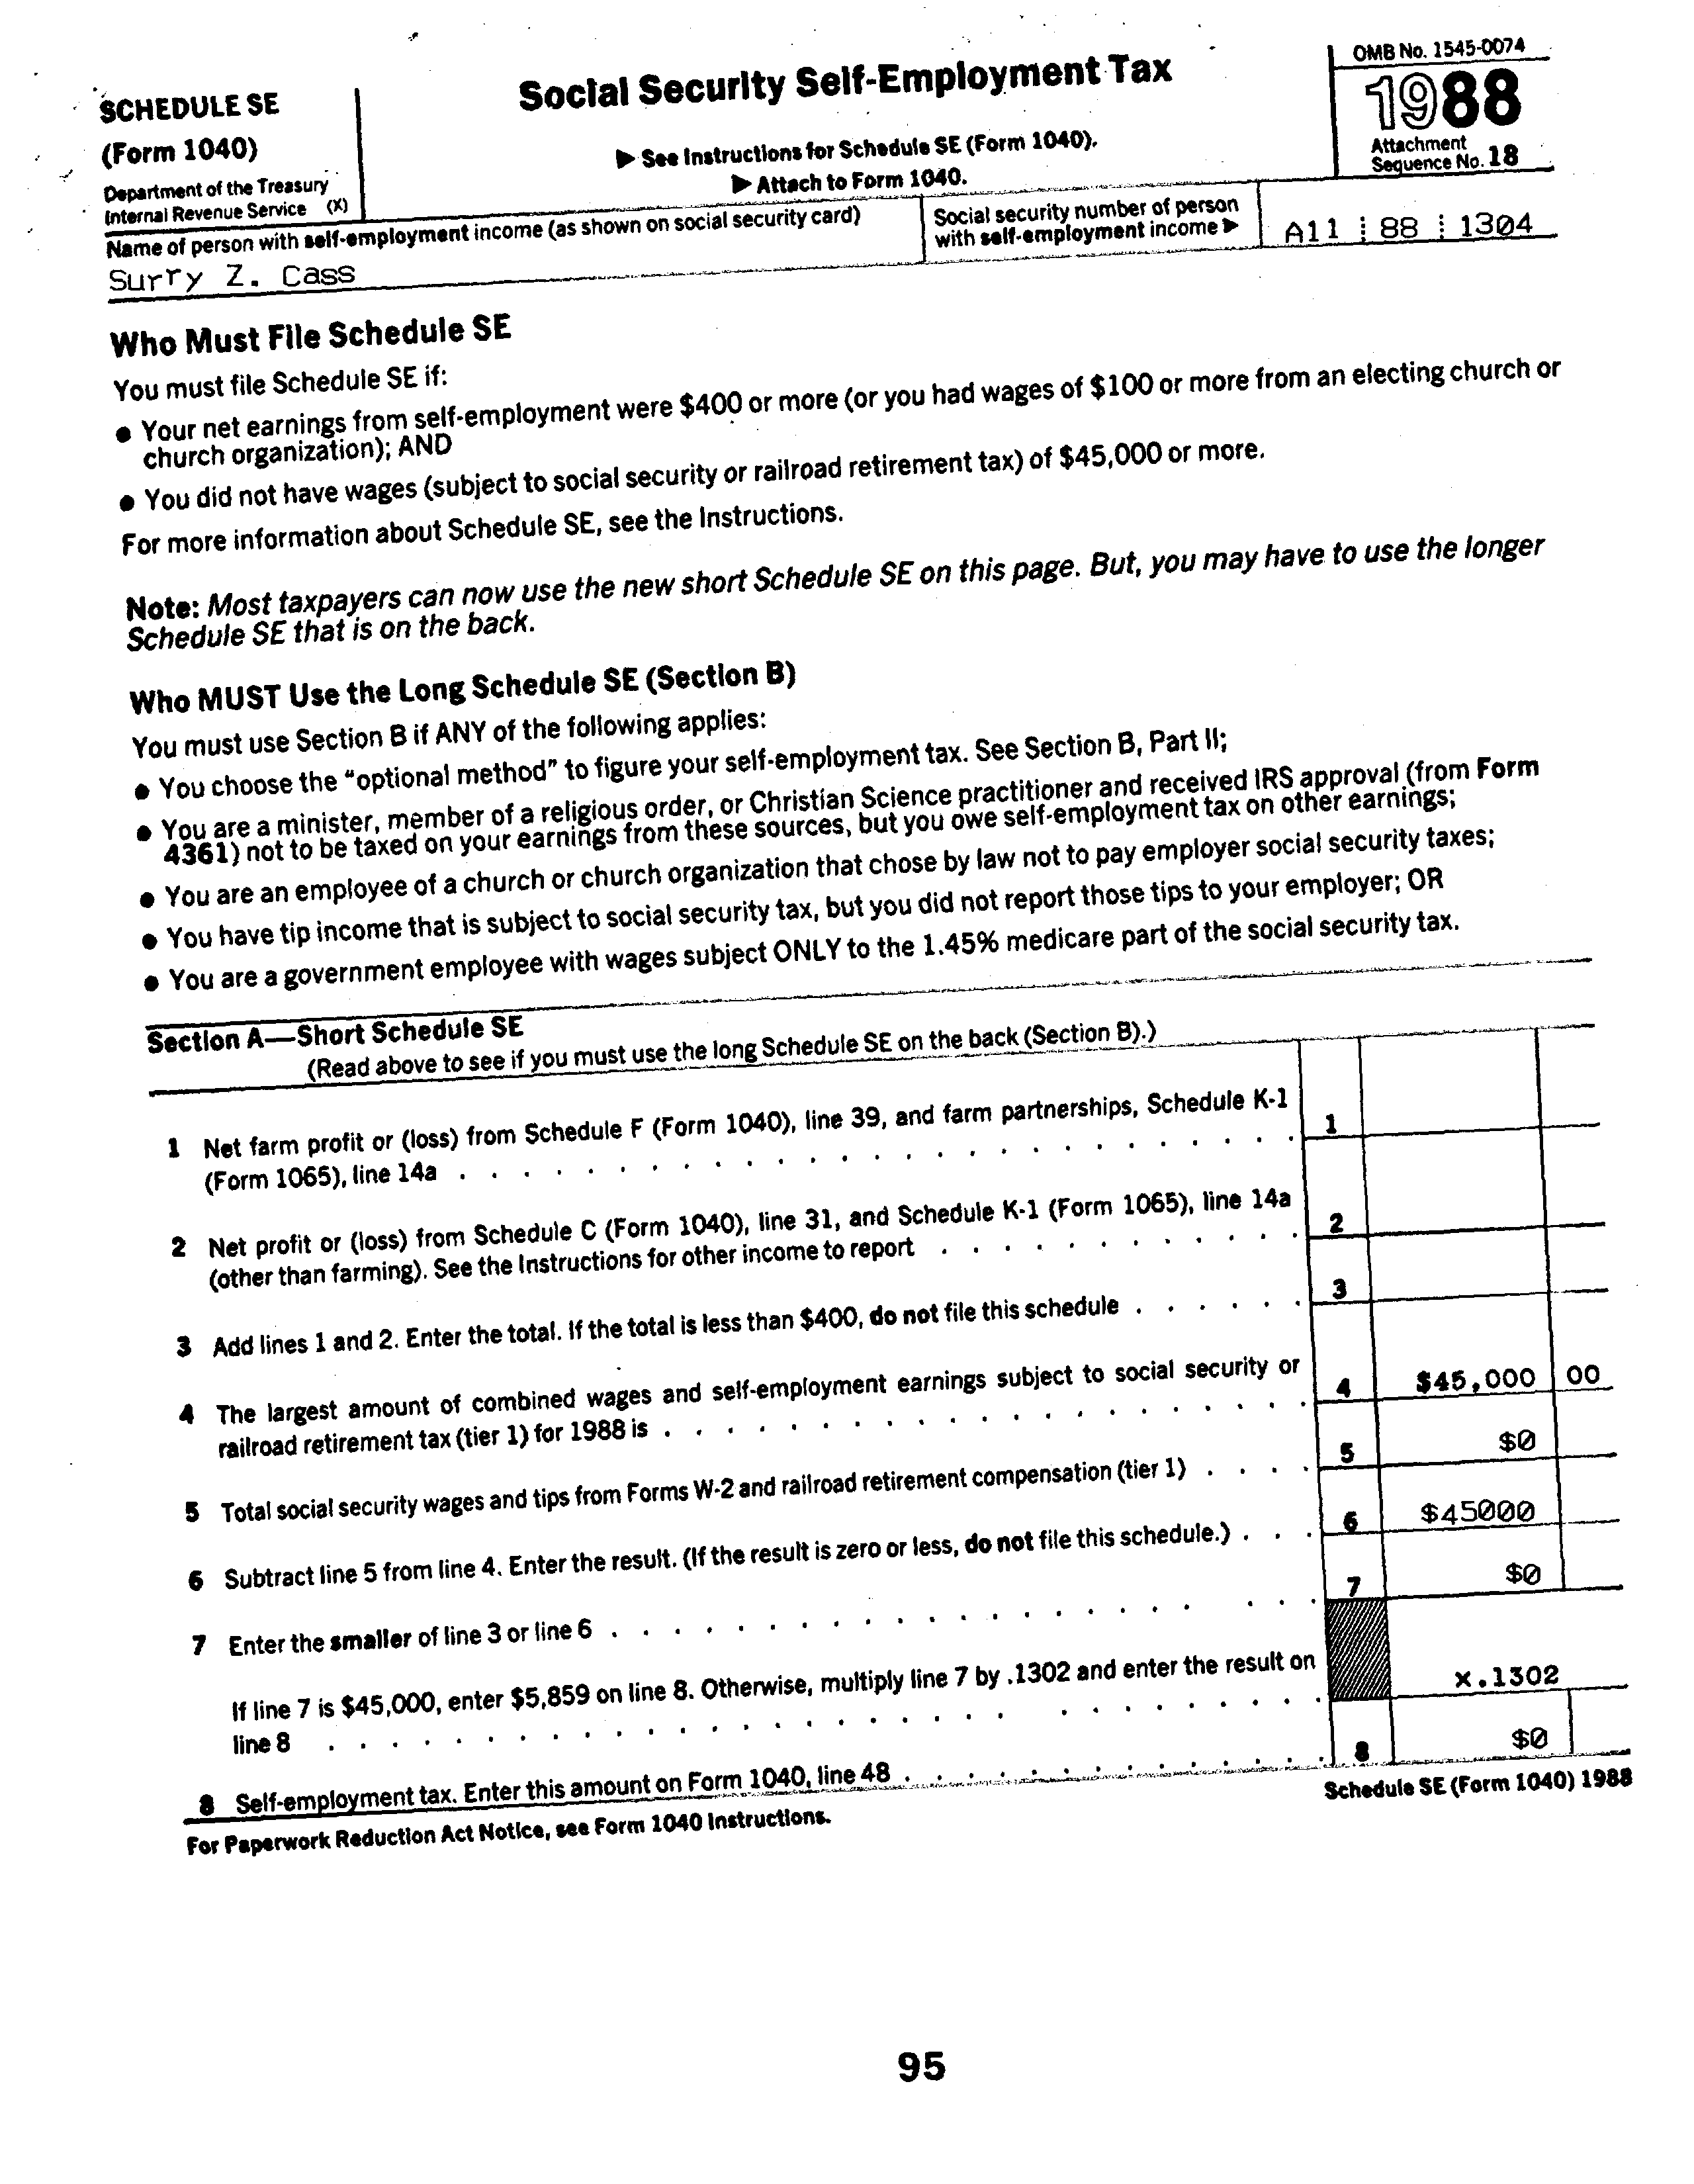 SCHEDULE SE
(Form 1040)
Department of the Treasury
Internal Revenue Service (X)
Social Security Self-Employment Tax
▶ See Instructions for Schedule SE (Form 1040).
▶ Attach to Form 1040.
OMB No. 1545-0074
1988
Attachment
Sequence No. 18
Name of person with self-employment income (as shown on social security card)
Surry Z. Cass
Social security number of person
with self-employment income ▶
A11 88 1304
Who Must File Schedule SE
You must file Schedule SE if:
● Your net earnings from self-employment were $400 or more (or you had wages of $100 or more from an electing church or
church organization); AND
● You did not have wages (subject to social security or railroad retirement tax) of $45,000 or more.
For more information about Schedule SE, see the Instructions.
Note: Most taxpayers can now use the new short Schedule SE on this page. But, you may have to use the longer
Schedule SE that is on the back.
Who MUST Use the Long Schedule SE (Section B)
You must use Section B if ANY of the following applies:
● You choose the "optional method" to figure your self-employment tax. See Section B, Part II;
● You are a minister, member of a religious order, or Christian Science practitioner and received IRS approval (from Form
4361) not to be taxed on your earnings from these sources, but you owe self-employment tax on other earnings;
● You are an employee of a church or church organization that chose by law not to pay employer social security taxes;
● You have tip income that is subject to social security tax, but you did not report those tips to your employer; OR
● You are a government employee with wages subject ONLY to the 1.45% medicare part of the social security tax.
Section A—Short Schedule SE
(Read above to see if you must use the long Schedule SE on the back (Section B).)
1 Net farm profit or (loss) from Schedule F (Form 1040), line 39, and farm partnerships, Schedule K-1
(Form 1065), line 14a . . . . . . . . . . . . . . . . . . . . . . . . . . 1
2 Net profit or (loss) from Schedule C (Form 1040), line 31, and Schedule K-1 (Form 1065), line 14a
(other than farming). See the Instructions for other income to report . . . . . . . . . . . . 2
3 Add lines 1 and 2. Enter the total. If the total is less than $400, do not file this schedule . . . . . . 3
4 The largest amount of combined wages and self-employment earnings subject to social security or
railroad retirement tax (tier 1) for 1988 is . . . . . . . . . . . . . . . . . . . . 4 $45,000 00
5 Total social security wages and tips from Forms W-2 and railroad retirement compensation (tier 1) . . . . 5 $0
6 Subtract line 5 from line 4. Enter the result. (If the result is zero or less, do not file this schedule.) . . . 6 $45000
7 Enter the smaller of line 3 or line 6 . . . . . . . . . . . . . . . . . . . . . . 7 $0
If line 7 is $45,000, enter $5,859 on line 8. Otherwise, multiply line 7 by .1302 and enter the result on
line 8 . . . . . . . . . . . . . . . . . . . . . . . . . . . . . x.1302
8 Self-employment tax. Enter this amount on Form 1040, line 48 . . . . . . . . . . . . . 8 $0
For Paperwork Reduction Act Notice, see Form 1040 Instructions.
Schedule SE (Form 1040) 1988
95